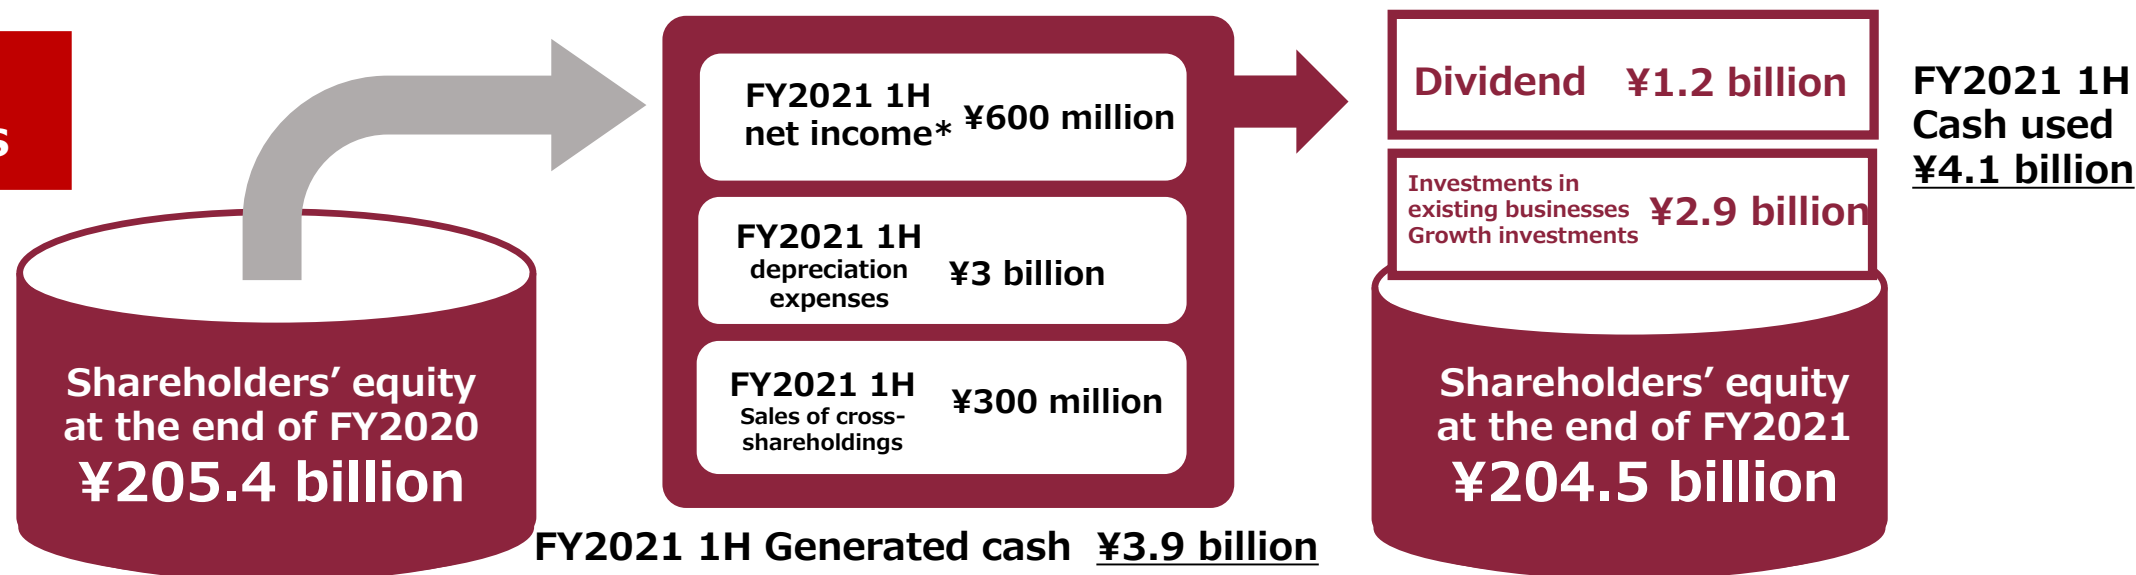 s
Shareholders’ equity
at the end of FY2020
¥205.4 billion
FY2021 1H
net income* ¥600 million
FY2021 1H
depreciation
expenses
¥3 billion
FY2021 1H
Sales of cross-
shareholdings
¥300 million
FY2021 1H Generated cash ¥3.9 billion
Dividend ¥1.2 billion
Investments in
existing businesses
Growth investments
¥2.9 billion
Shareholders’ equity
at the end of FY2021
¥204.5 billion
FY2021 1H
Cash used
¥4.1 billion